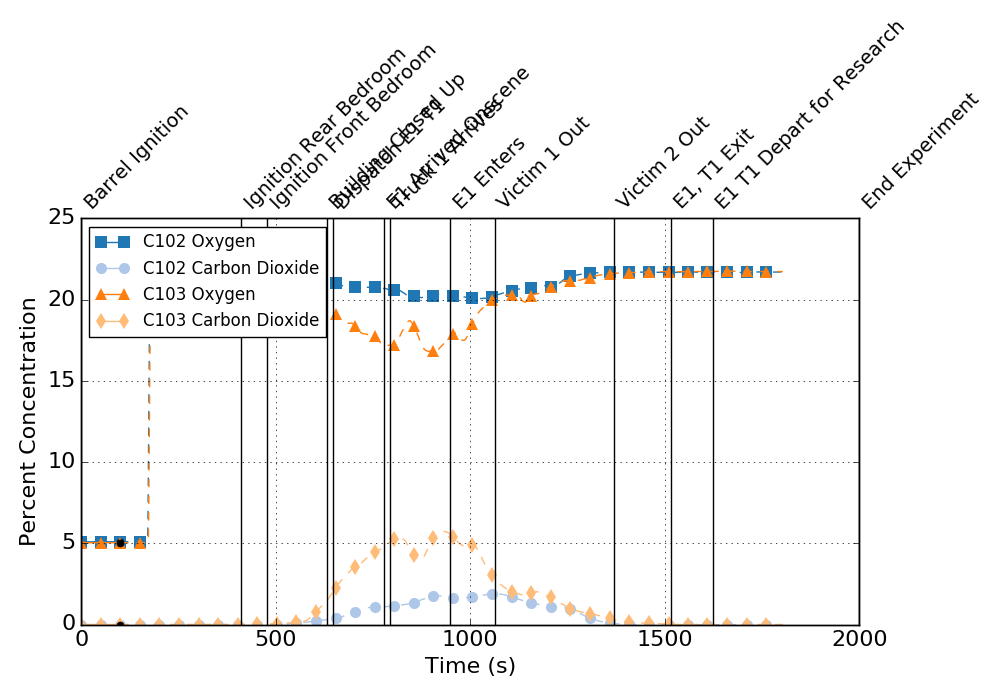 Barrel Ignition
Ignition Rear Bedroom
Ignition Front Bedroom
Building Closed Up
Dispatch E1 T1
E1 Arrived Onscene
Truck 1 Arrives
E1 Enters
Victim 1 Out
Victim 2 Out
E1, T1 Exit
E1 T1 Depart for Research
End Experiment
25
20
15
10
5
0
Percent Concentration
C102 Oxygen
C102 Carbon Dioxide
C103 Oxygen
C103 Carbon Dioxide
0 500 1000 1500 2000
Time (s)